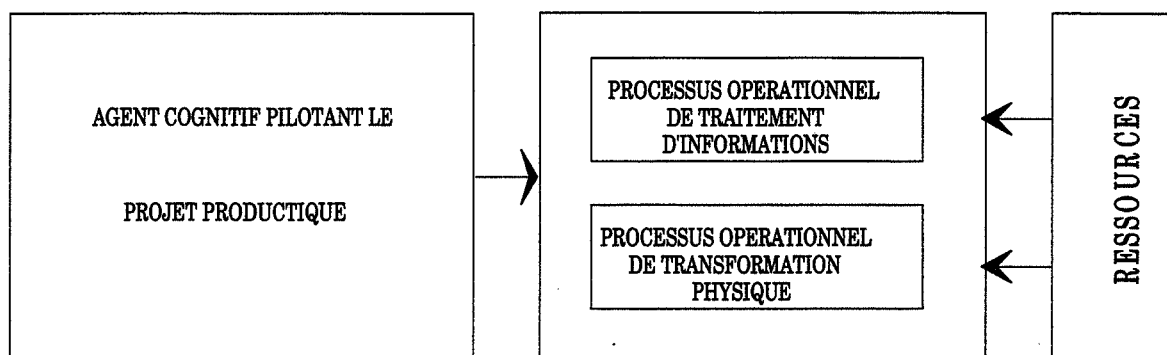 AGENT COGNITIF PILOTANT LE
PROJET PRODUCTIQUE
PROCESSUS OPERATIONNEL
DE TRAITEMENT
D'INFORMATIONS
PROCESSUS OPERATIONNEL
DE TRANSFORMATION
PHYSIQUE
RESSOURCES